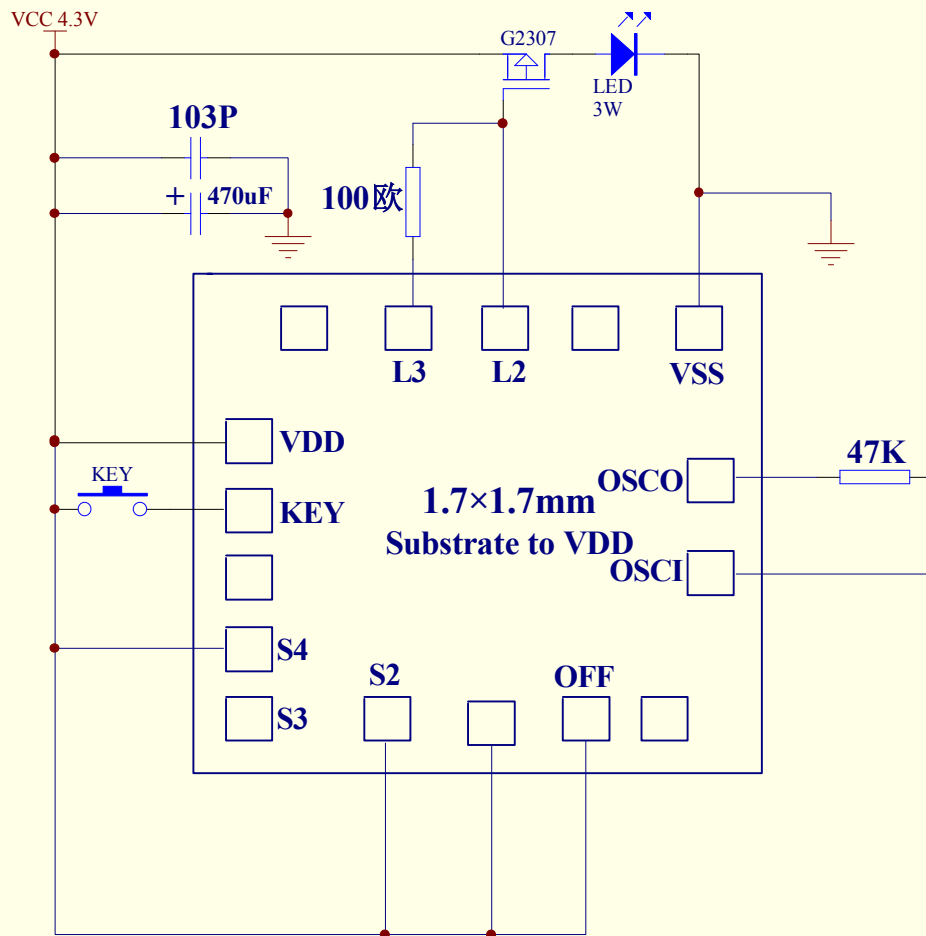 VCC 4.3V
G2307
LED
3W
103P
+ 470uF
100欧
L3
L2
VSS
VDD
KEY
KEY
1.7×1.7mm
Substrate to VDD
OSCO
47K
OSCI
S4
S3
S2
OFF